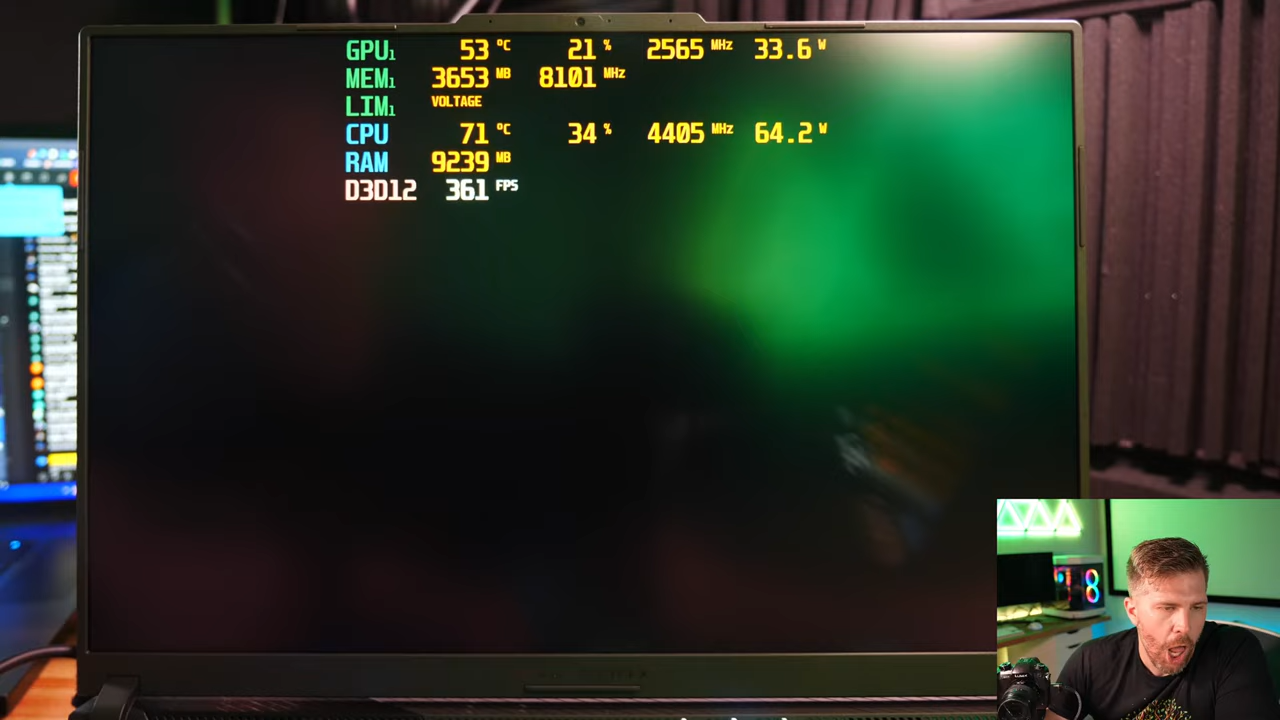 GPU1 53 °C 21 % 2565 MHz 33.6 W
MEM1 3653 MB 8101 MHz
LIM1 VOLTAGE
CPU 71 °C 34 % 4405 MHz 64.2 W
RAM 9239 MB
D3D12 361 FPS